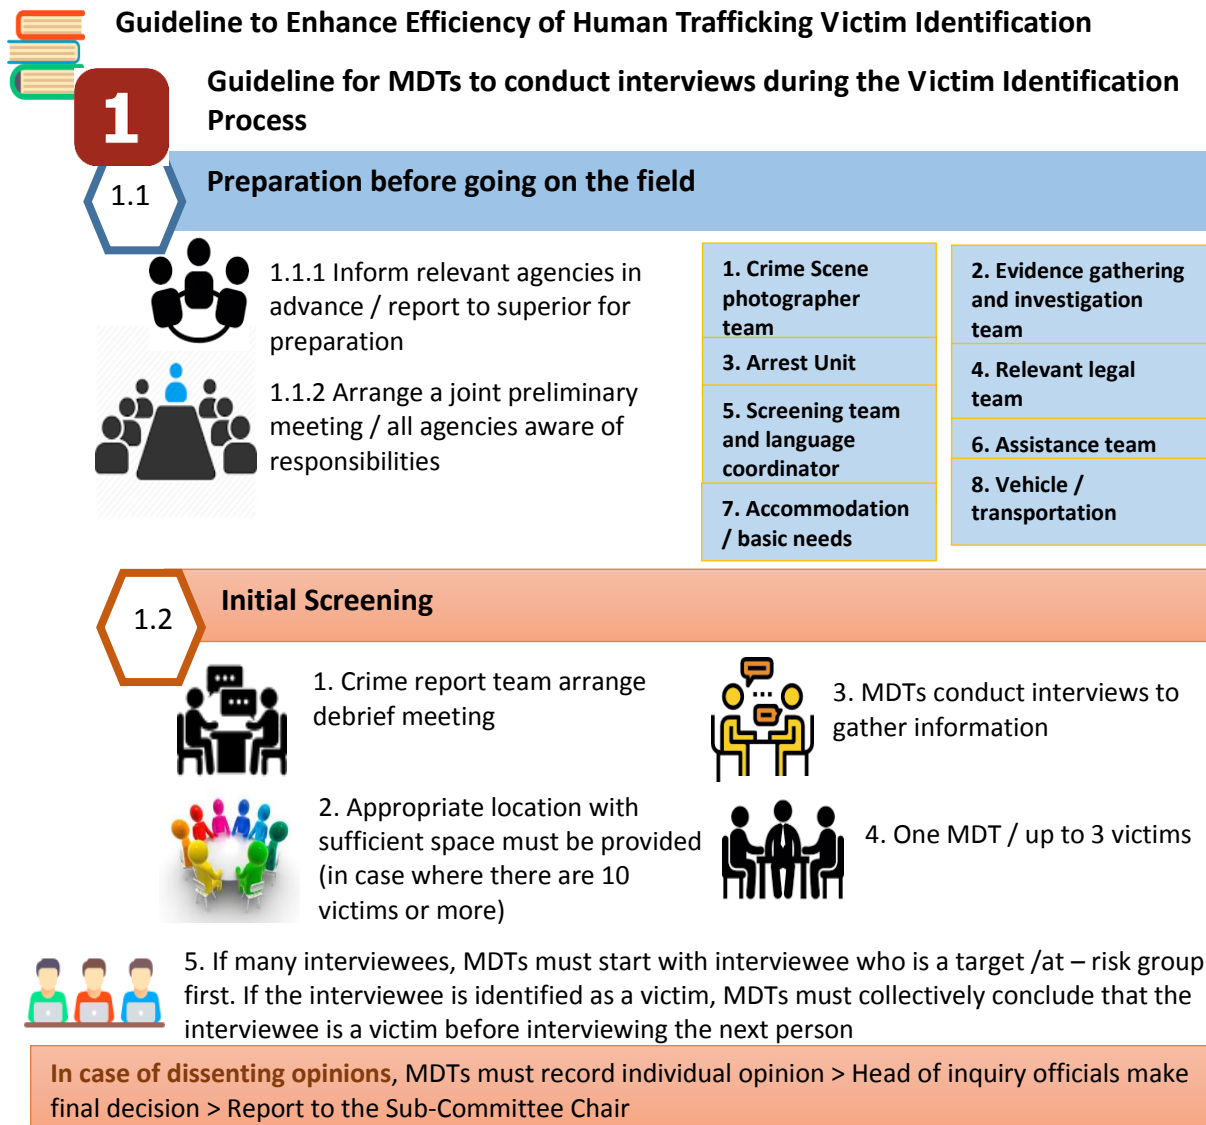 Guideline to Enhance Efficiency of Human Trafficking Victim Identification
1
Guideline for MDTs to conduct interviews during the Victim Identification
Process
1.1
Preparation before going on the field
1.1.1 Inform relevant agencies in
advance / report to superior for
preparation
1.1.2 Arrange a joint preliminary
meeting / all agencies aware of
responsibilities
1. Crime Scene
photographer
team
2. Evidence gathering
and investigation
team
3. Arrest Unit
4. Relevant legal
team
5. Screening team
and language
coordinator
6. Assistance team
7. Accommodation
/ basic needs
8. Vehicle /
transportation
1.2
Initial Screening
1. Crime report team arrange
debrief meeting
2. Appropriate location with
sufficient space must be provided
(in case where there are 10
victims or more)
3. MDTs conduct interviews to
gather information
4. One MDT / up to 3 victims
5. If many interviewees, MDTs must start with interviewee who is a target /at – risk group
first. If the interviewee is identified as a victim, MDTs must collectively conclude that the
interviewee is a victim before interviewing the next person
In case of dissenting opinions, MDTs must record individual opinion > Head of inquiry officials make
final decision > Report to the Sub-Committee Chair